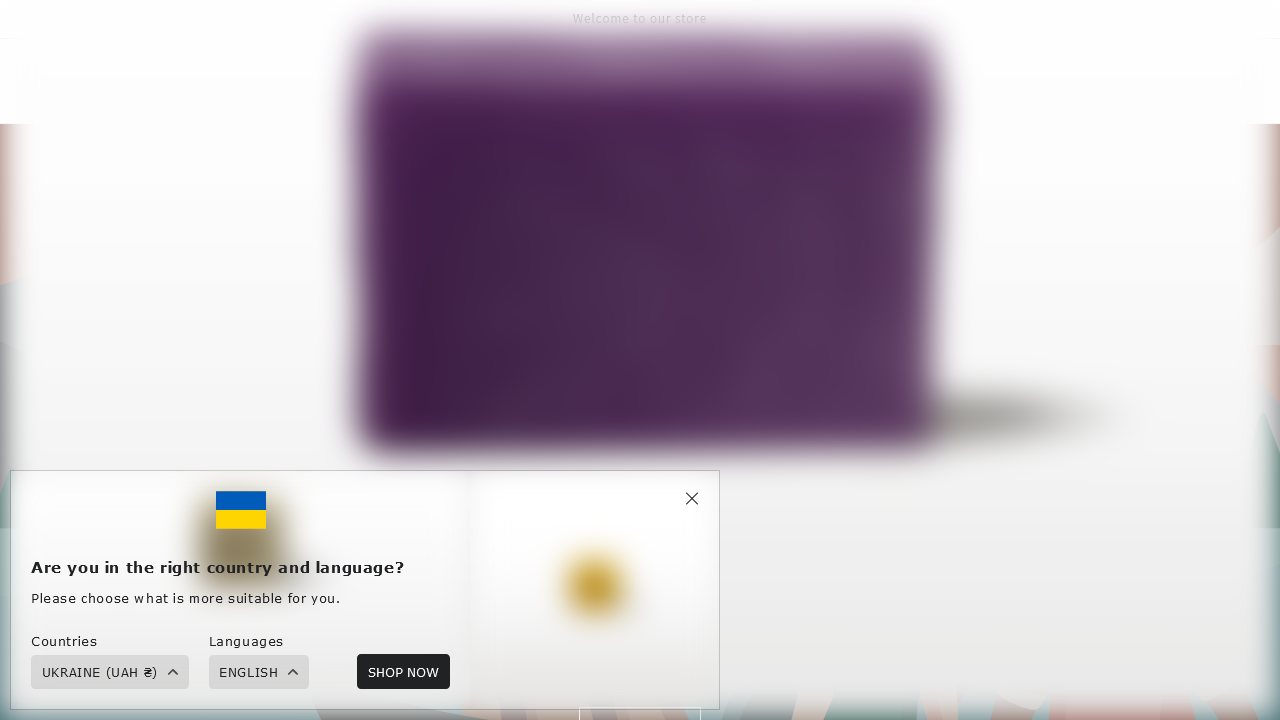 Welcome to our store
Are you in the right country and language?
Please choose what is more suitable for you.
Countries
Languages
UKRAINE (UAH ₴)
ENGLISH
SHOP NOW